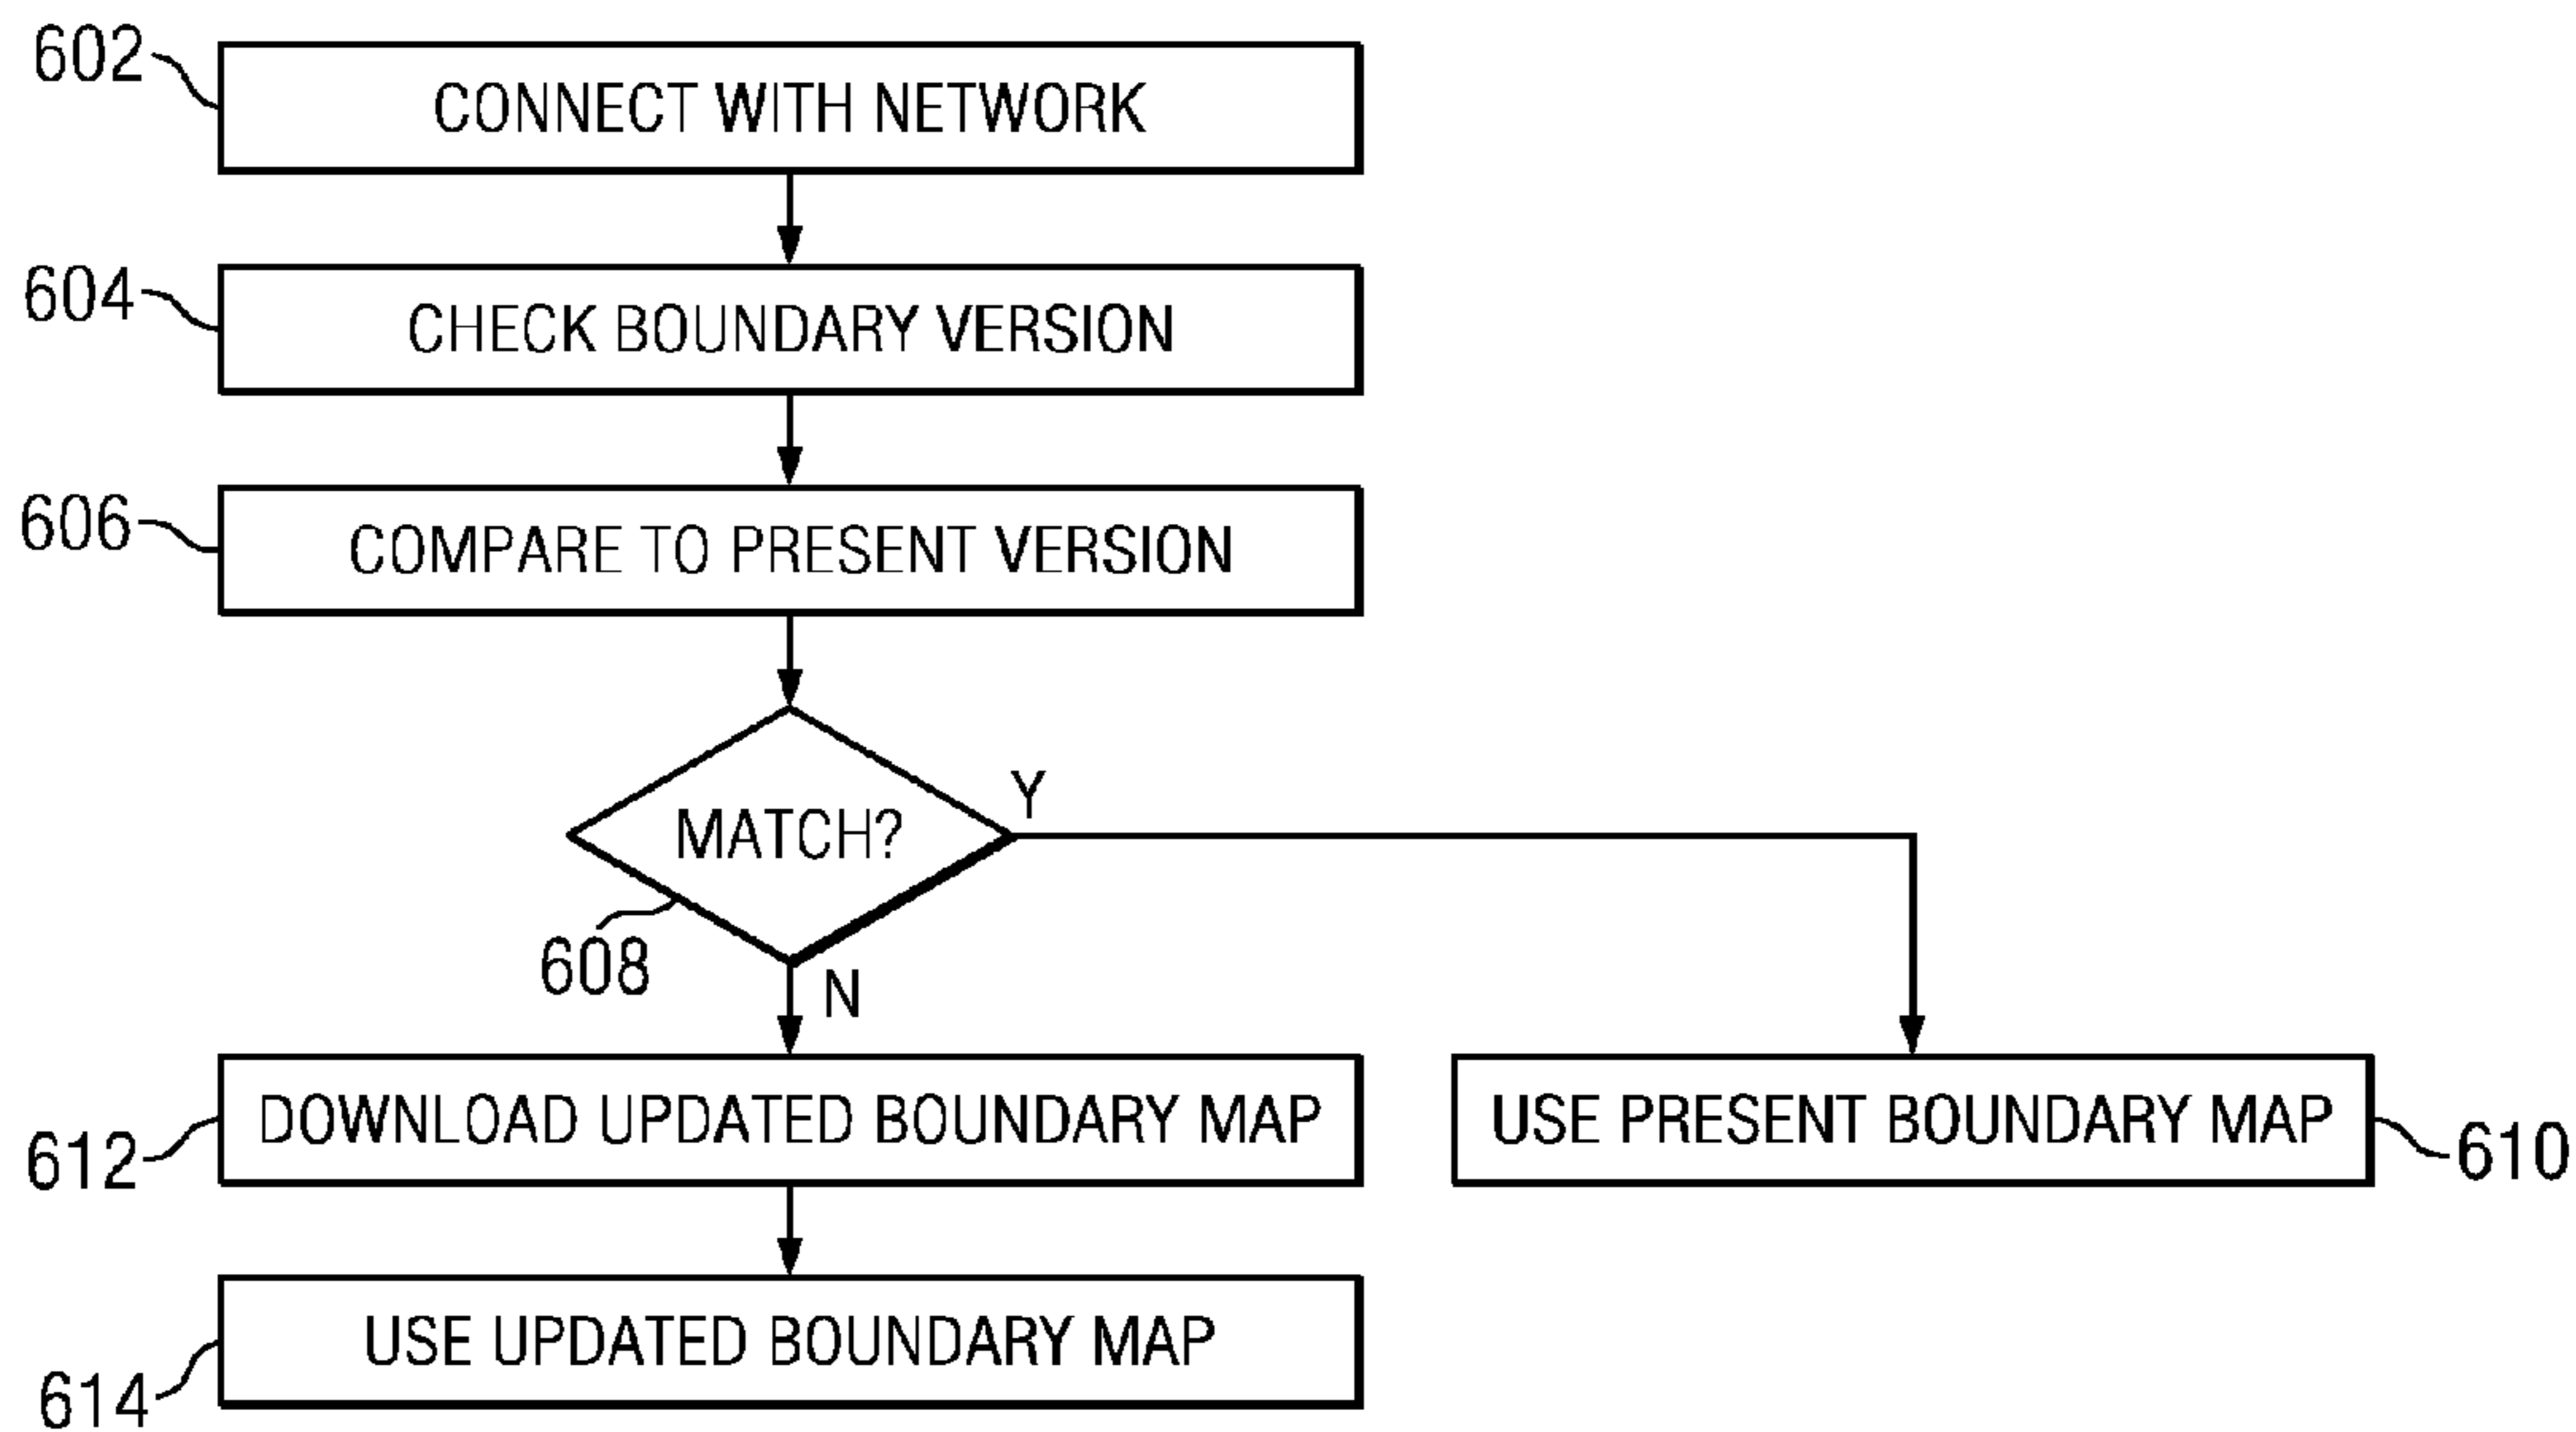 602
CONNECT WITH NETWORK
604
CHECK BOUNDARY VERSION
606
COMPARE TO PRESENT VERSION
MATCH?
Y
608
N
612
DOWNLOAD UPDATED BOUNDARY MAP
USE PRESENT BOUNDARY MAP
610
614
USE UPDATED BOUNDARY MAP